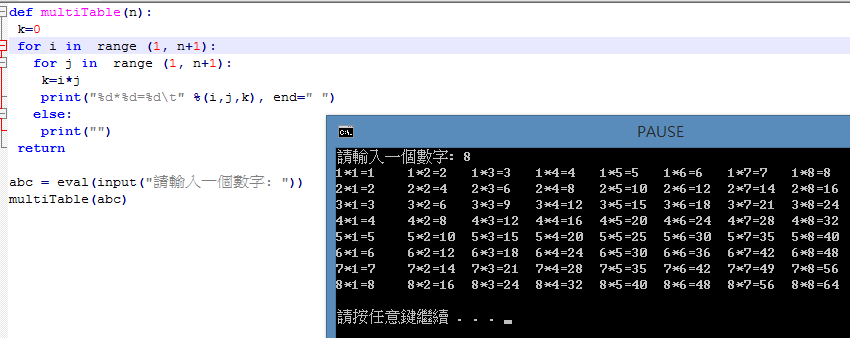 def multiTable(n):
 k=0
 for i in  range (1, n+1):
   for j in  range (1, n+1):
    k=i*j
    print("%d*%d=%d\t" %(i,j,k), end=" ")
   else:
    print("")
 return
abc = eval(input("請輸入一個數字: "))
multiTable(abc)
C:\.
PAUSE
請輸入一個數字: 8
1*1=1 1*2=2 1*3=3 1*4=4 1*5=5 1*6=6 1*7=7 1*8=8
2*1=2 2*2=4 2*3=6 2*4=8 2*5=10 2*6=12 2*7=14 2*8=16
3*1=3 3*2=6 3*3=9 3*4=12 3*5=15 3*6=18 3*7=21 3*8=24
4*1=4 4*2=8 4*3=12 4*4=16 4*5=20 4*6=24 4*7=28 4*8=32
5*1=5 5*2=10 5*3=15 5*4=20 5*5=25 5*6=30 5*7=35 5*8=40
6*1=6 6*2=12 6*3=18 6*4=24 6*5=30 6*6=36 6*7=42 6*8=48
7*1=7 7*2=14 7*3=21 7*4=28 7*5=35 7*6=42 7*7=49 7*8=56
8*1=8 8*2=16 8*3=24 8*4=32 8*5=40 8*6=48 8*7=56 8*8=64
請按任意鍵繼續 . . .